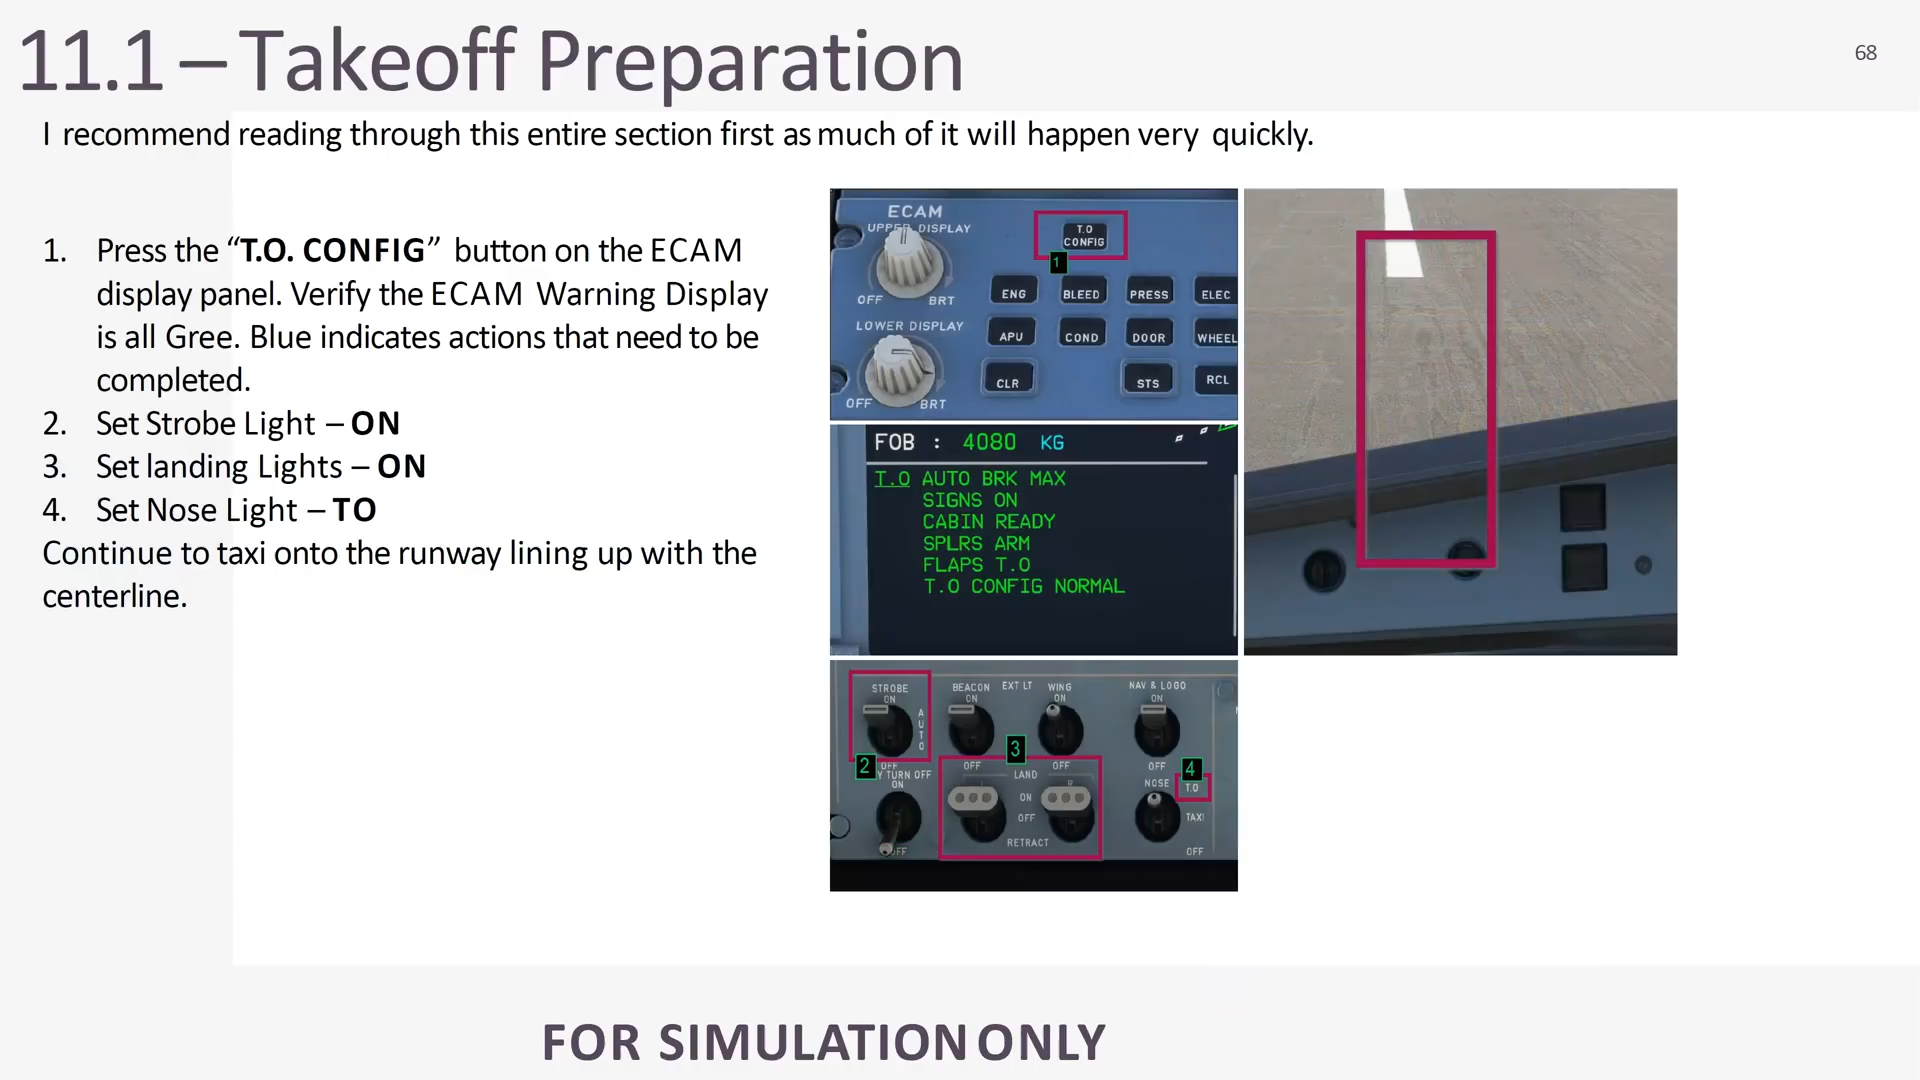 11.1 – Takeoff Preparation
68
I recommend reading through this entire section first as much of it will happen very quickly.
1. Press the “T.O. CONFIG” button on the ECAM
display panel. Verify the ECAM Warning Display
is all Gree. Blue indicates actions that need to be
completed.
2. Set Strobe Light – ON
3. Set landing Lights – ON
4. Set Nose Light – TO
Continue to taxi onto the runway lining up with the
centerline.
ECAM
UPPER DISPLAY
T.O
CONFIG
1
OFF BRT
ENG BLEED PRESS ELEC
LOWER DISPLAY
APU COND DOOR WHEEL
CLR STS RCL
OFF BRT
FOB : 4080 KG
T.O AUTO BRK MAX
SIGNS ON
CABIN READY
SPLRS ARM
FLAPS T.O
T.O CONFIG NORMAL
STROBE BEACON EXT LT WING NAV & LOGO
ON ON ON ON
AUTO
2 3 4
OFF OFF OFF OFF
Y TURN OFF LAND NOSE T.O
ON R
ON
OFF TAXI
RETRACT
OFF OFF
FOR SIMULATION ONLY